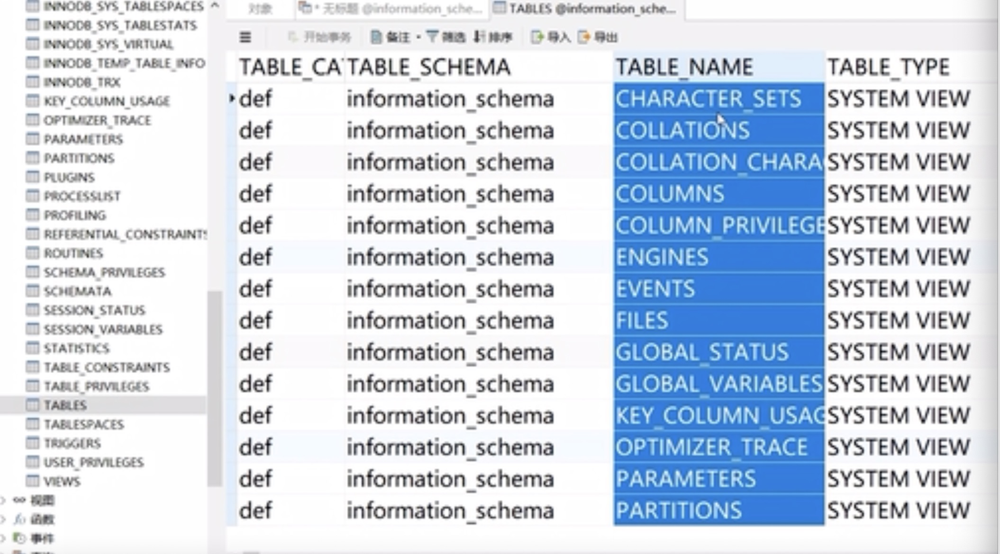 INNODB_SYS_TABLESPACES
INNODB_SYS_TABLESTATS
INNODB_SYS_VIRTUAL
INNODB_TEMP_TABLE_INFO
INNODB_TRX
KEY_COLUMN_USAGE
OPTIMIZER_TRACE
PARAMETERS
PARTITIONS
PLUGINS
PROCESSLIST
PROFILING
REFERENTIAL_CONSTRAINTS
ROUTINES
SCHEMA_PRIVILEGES
SCHEMATA
SESSION_STATUS
SESSION_VARIABLES
STATISTICS
TABLE_CONSTRAINTS
TABLE_PRIVILEGES
TABLES
TABLESPACES
TRIGGERS
USER_PRIVILEGES
VIEWS
视图
函数
事件
对象 * 无标题 @information_sche... TABLES @information_sche...
开始事务 备注 筛选 排序 导入 导出
TABLE_CA TABLE_SCHEMA TABLE_NAME TABLE_TYPE
def information_schema CHARACTER_SETS SYSTEM VIEW
def information_schema COLLATIONS SYSTEM VIEW
def information_schema COLLATION_CHARA SYSTEM VIEW
def information_schema COLUMNS SYSTEM VIEW
def information_schema COLUMN_PRIVILEGE SYSTEM VIEW
def information_schema ENGINES SYSTEM VIEW
def information_schema EVENTS SYSTEM VIEW
def information_schema FILES SYSTEM VIEW
def information_schema GLOBAL_STATUS SYSTEM VIEW
def information_schema GLOBAL_VARIABLES SYSTEM VIEW
def information_schema KEY_COLUMN_USAG SYSTEM VIEW
def information_schema OPTIMIZER_TRACE SYSTEM VIEW
def information_schema PARAMETERS SYSTEM VIEW
def information_schema PARTITIONS SYSTEM VIEW